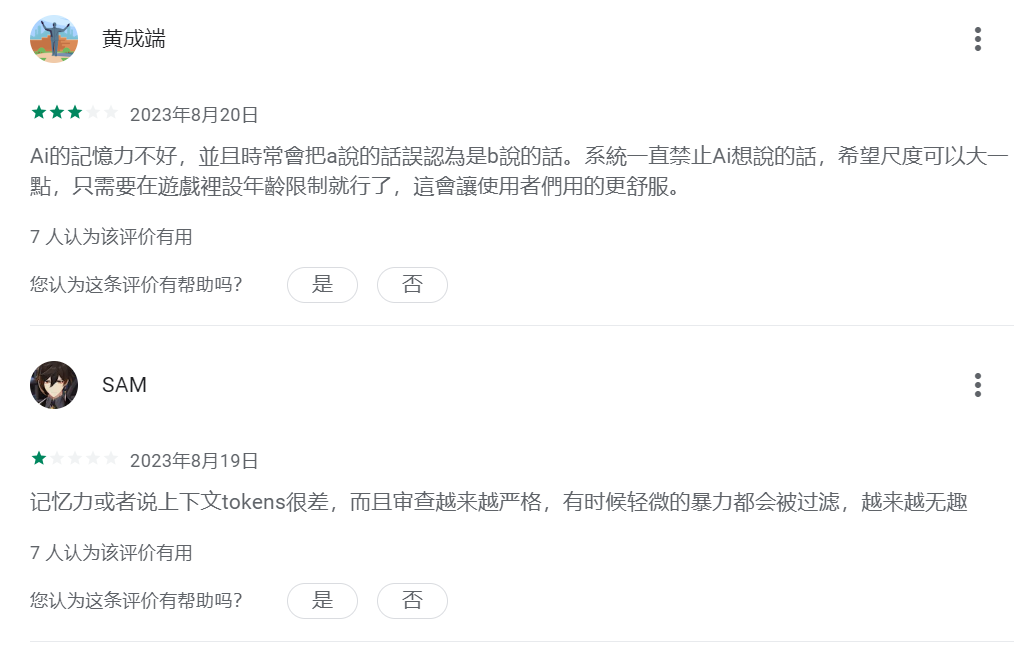 黄成端
2023年8月20日
Ai的記憶力不好，並且時常會把a說的話誤認為是b說的話。系統一直禁止Ai想說的話，希望尺度可以大一
點，只需要在遊戲裡設年齡限制就行了，這會讓使用者們用的更舒服。
7 人认为该评价有用
您认为这条评价有帮助吗？ 是 否
SAM
2023年8月19日
记忆力或者说上下文tokens很差，而且审查越来越严格，有时候轻微的暴力都会被过滤，越来越无趣
7 人认为该评价有用
您认为这条评价有帮助吗？ 是 否